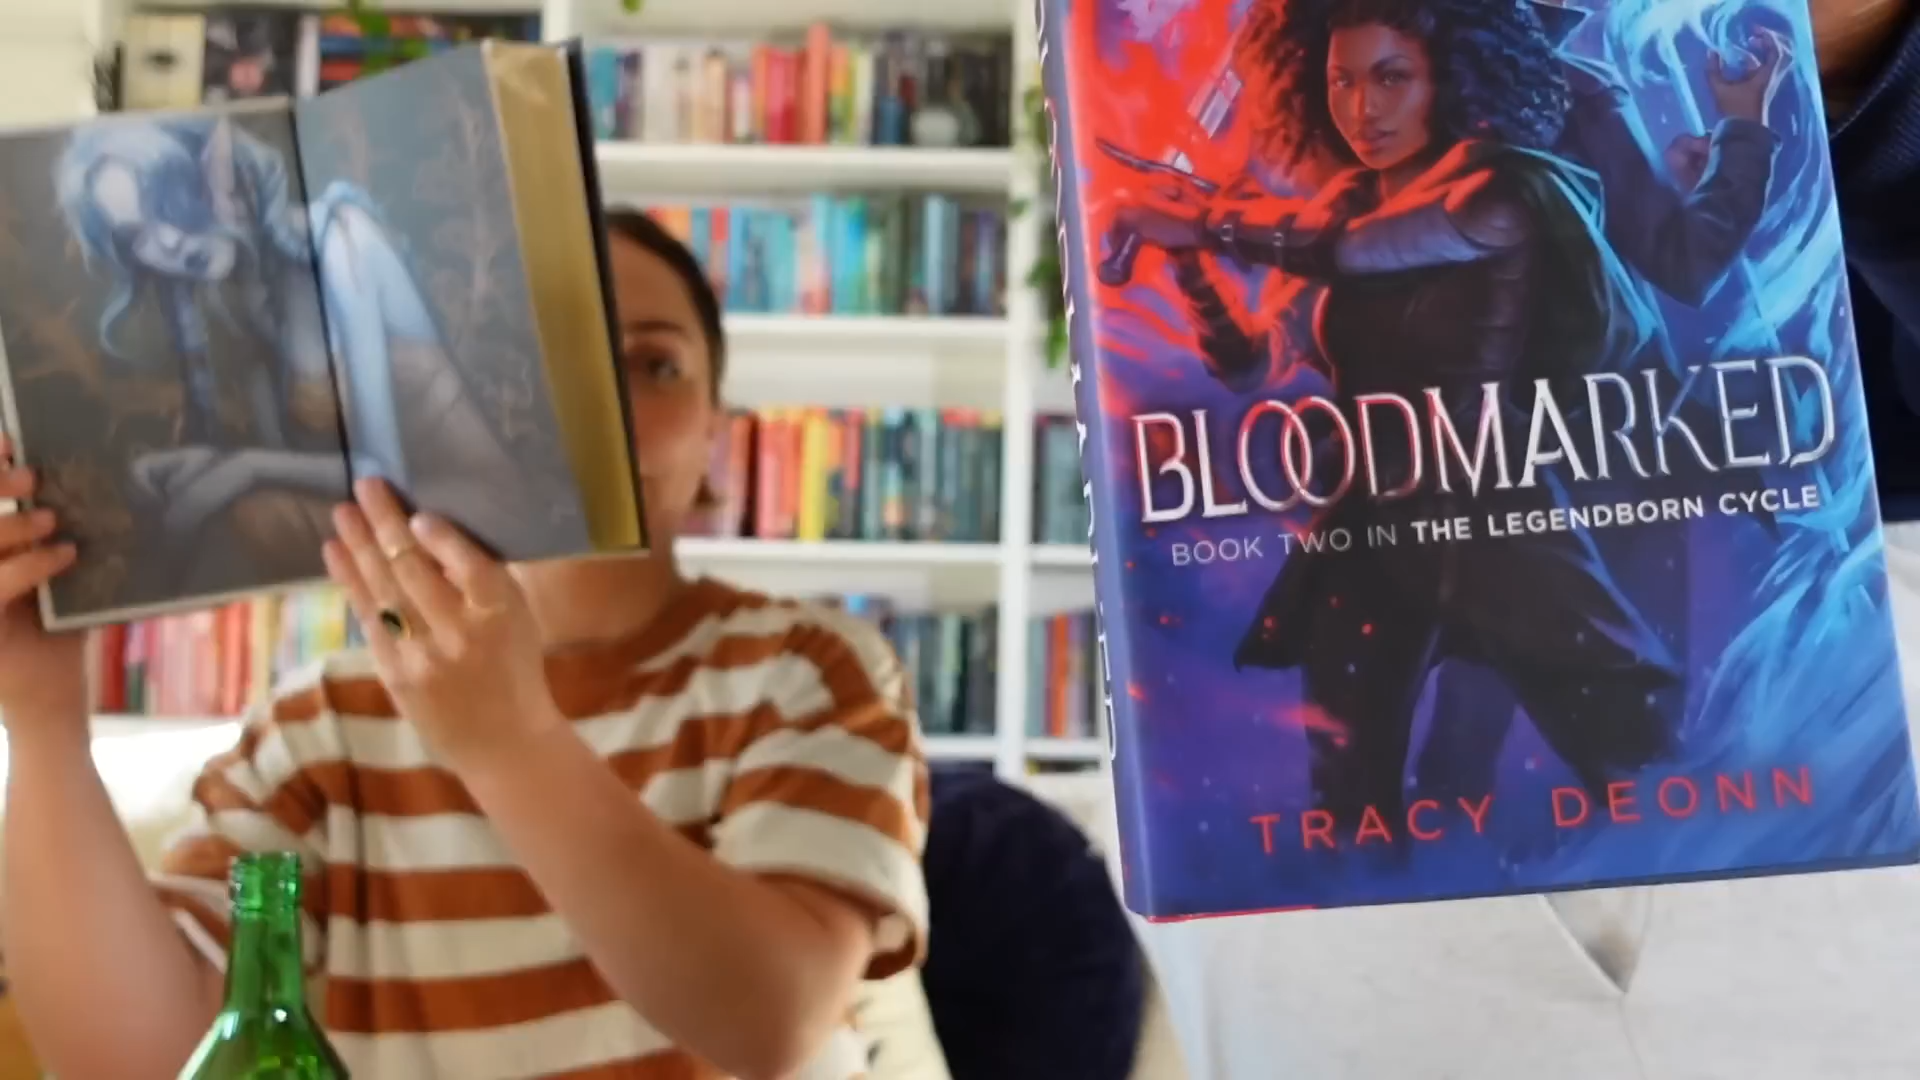 BLOODMARKED
BOOK TWO IN THE LEGENDBORN CYCLE
TRACY DEONN